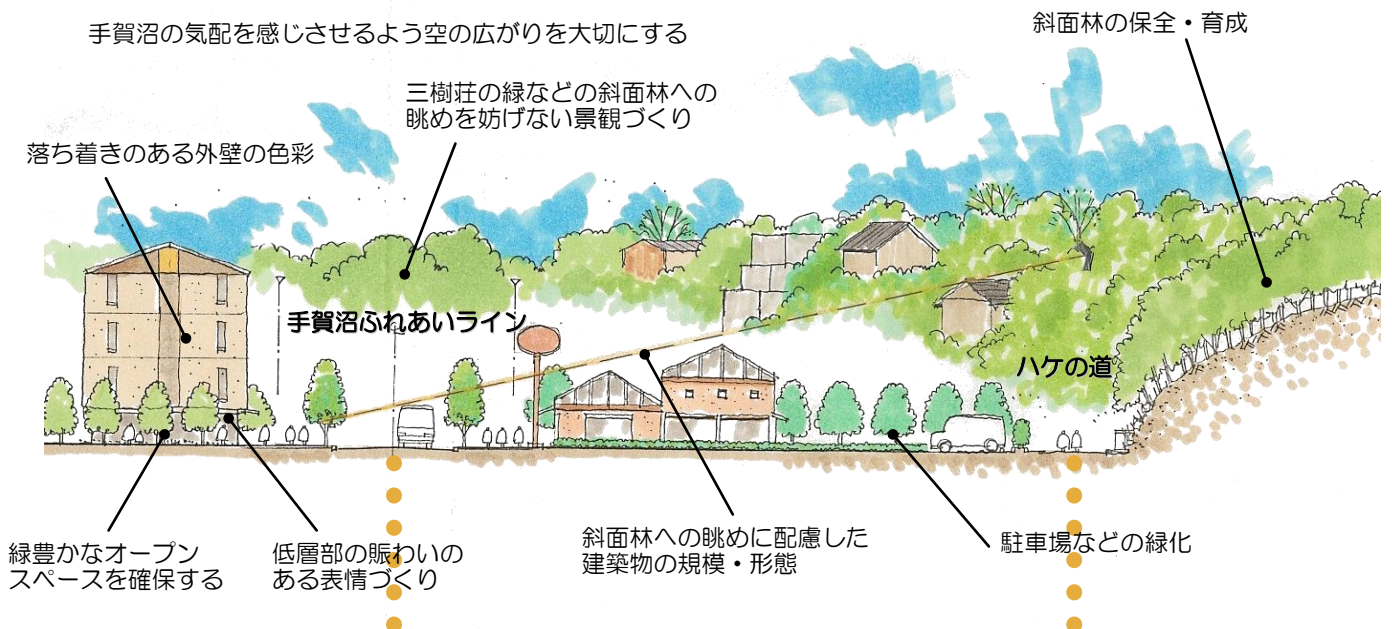 手賀沼の気配を感じさせるよう空の広がりを大切にする
斜面林の保全・育成
三樹荘の緑などの斜面林への
眺めを妨げない景観づくり
落ち着きのある外壁の色彩
手賀沼ふれあいライン
ハケの道
緑豊かなオープン
スペースを確保する
低層部の賑わいの
ある表情づくり
斜面林への眺めに配慮した
建築物の規模・形態
駐車場などの緑化